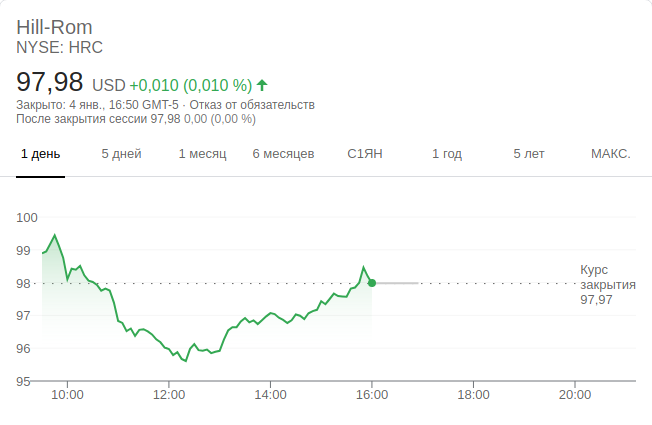 Hill-Rom
NYSE: HRC
97,98 USD +0,010 (0,010 %)
Закрыто: 4 янв., 16:50 GMT-5 · Отказ от обязательств
После закрытия сессии 97,98 0,00 (0,00 %)
1 день 5 дней 1 месяц 6 месяцев С1ЯН 1 год 5 лет МАКС.
100
99
98
97
96
95
Курс
закрытия
97,97
10:00 12:00 14:00 16:00 18:00 20:00